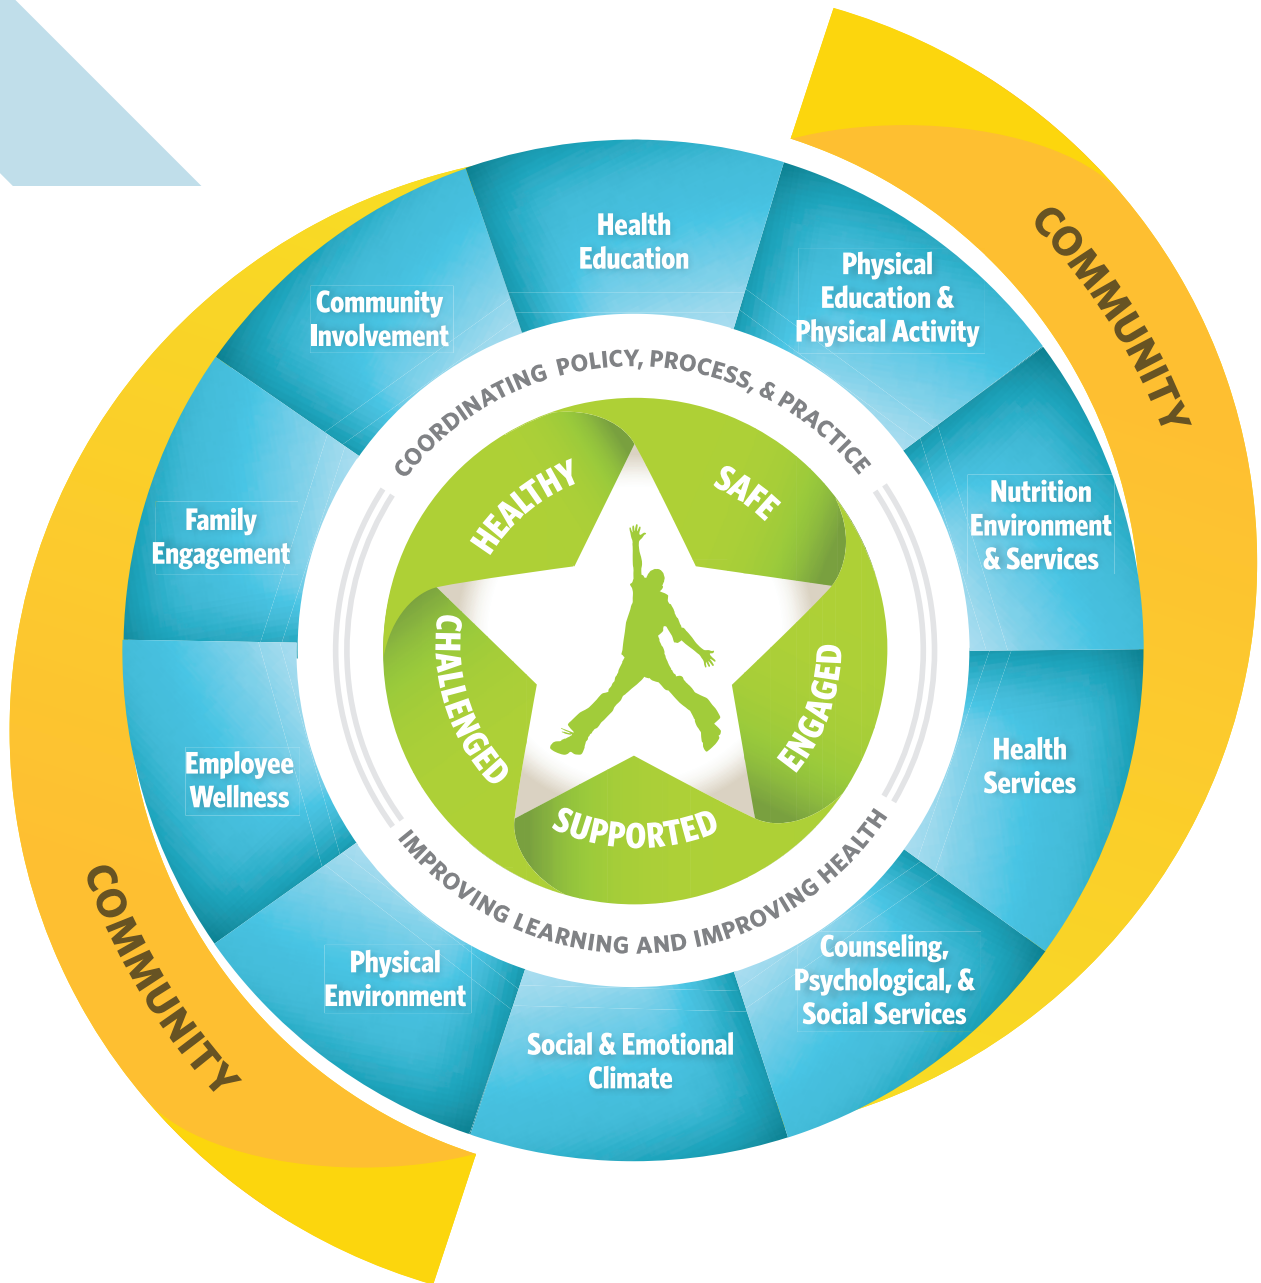 COMMUNITY
Health
Education
Physical
Education &
Physical Activity
Nutrition
Environment
& Services
Health
Services
Counseling,
Psychological, &
Social Services
Social & Emotional
Climate
Physical
Environment
Employee
Wellness
Family
Engagement
Community
Involvement
COORDINATING POLICY, PROCESS, & PRACTICE
IMPROVING LEARNING AND IMPROVING HEALTH
HEALTHY
SAFE
ENGAGED
SUPPORTED
CHALLENGED
COMMUNITY